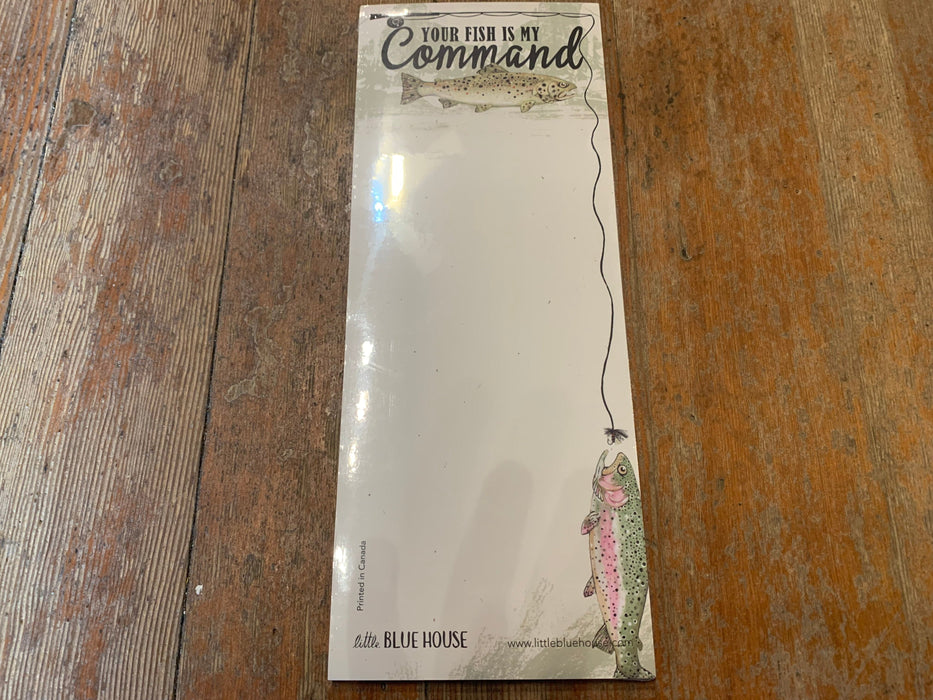 YOUR FISH IS MY
Command
Printed in Canada
little BLUE HOUSE
www.littlebluehouse.com